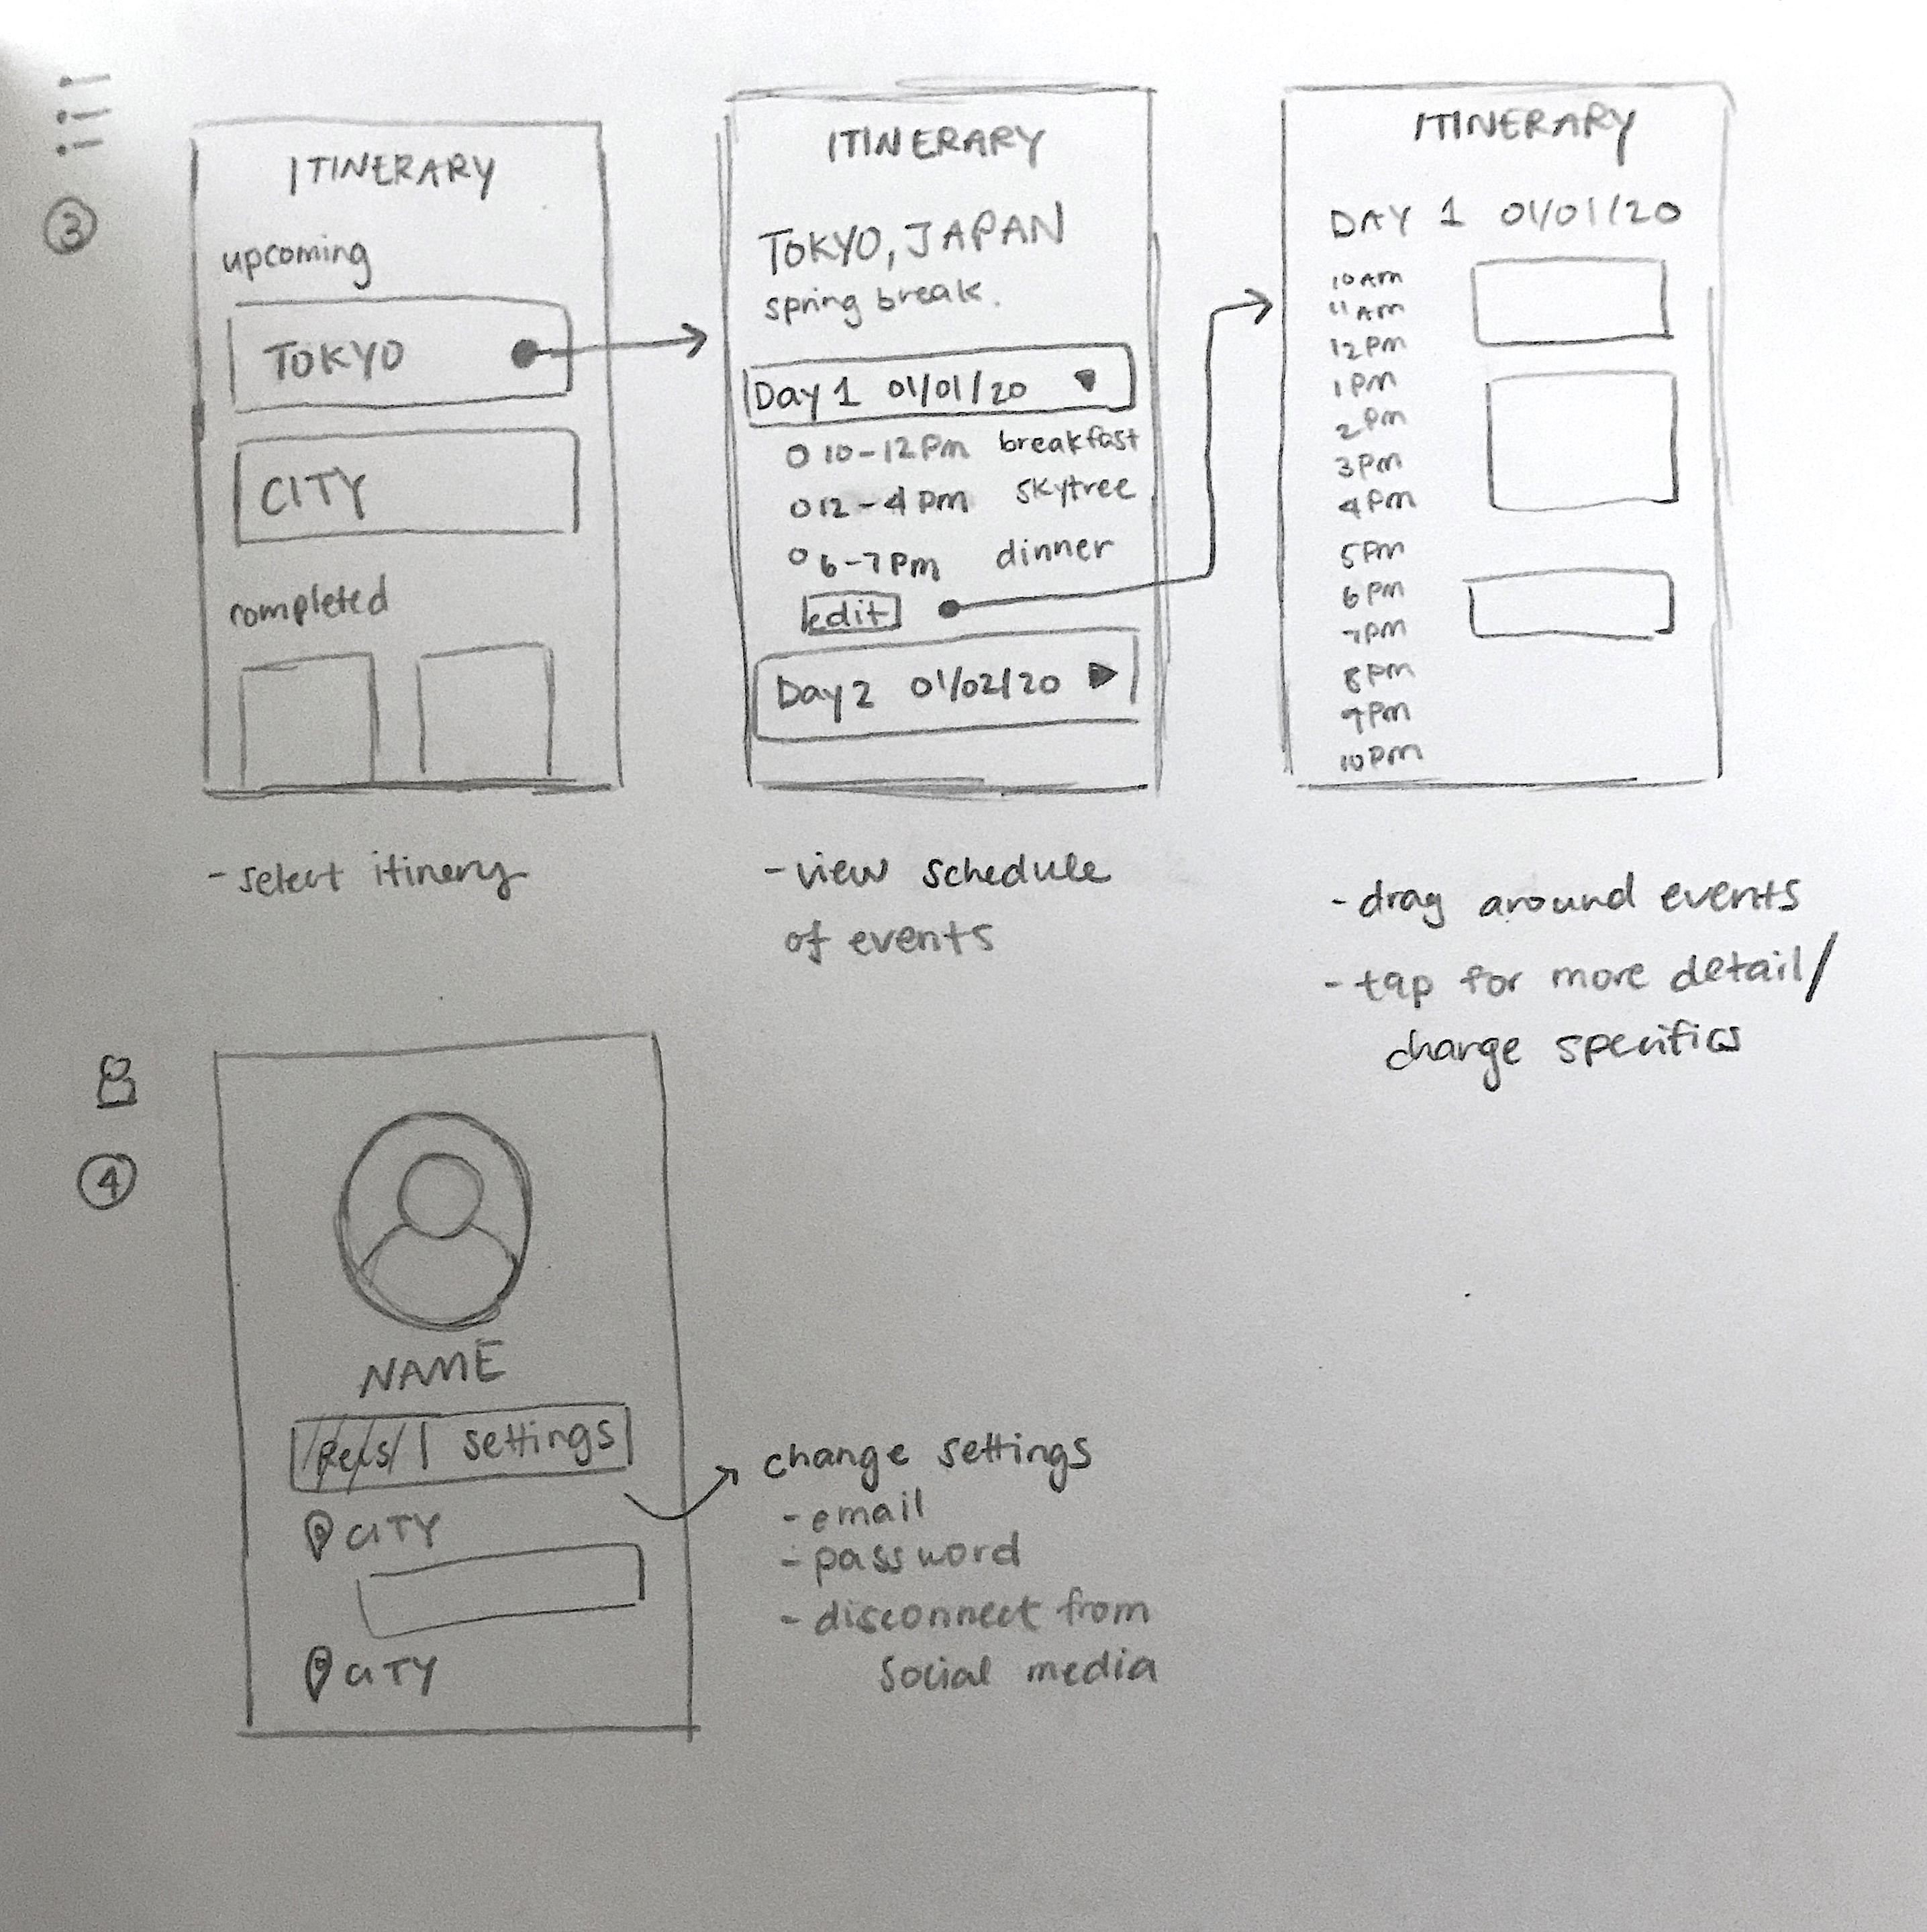 3
ITINERARY
upcoming
TOKYO
CITY
completed
- select itinery
ITINERARY
TOKYO, JAPAN
spring break.
Day 1 01/01/20
10-12pm breakfast
12-4pm skytree
6-7pm dinner
edit
Day 2 01/02/20
- view schedule
of events
ITINERARY
DAY 1 01/01/20
10AM
11AM
12PM
1PM
2PM
3PM
4PM
5PM
6PM
7PM
8PM
9PM
10PM
- drag around events
- tap for more detail/
change specifics
4
NAME
settings
CITY
CITY
change settings
- email
- password
- disconnect from
social media